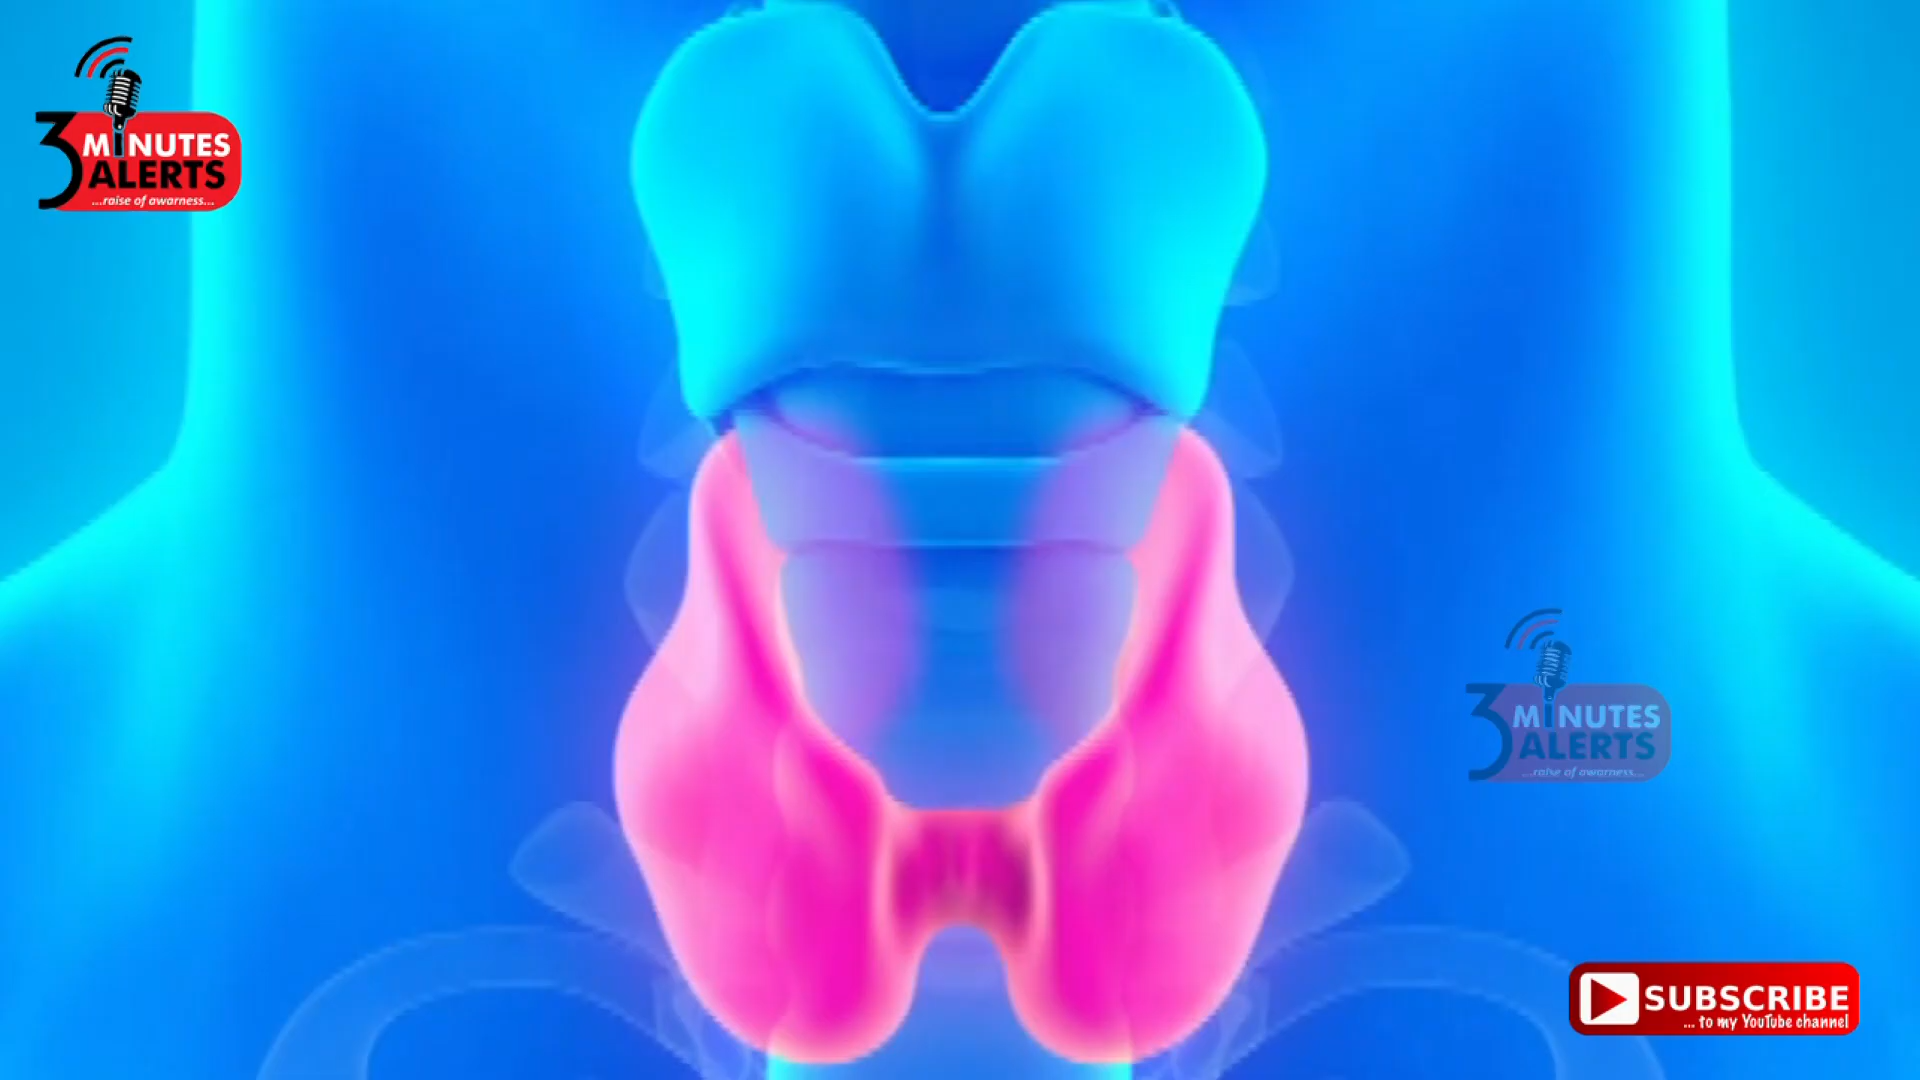 3 MINUTES
ALERTS
...raise of awarness...
3 MINUTES
ALERTS
...raise of awarness...
SUBSCRIBE
... to my YouTube channel